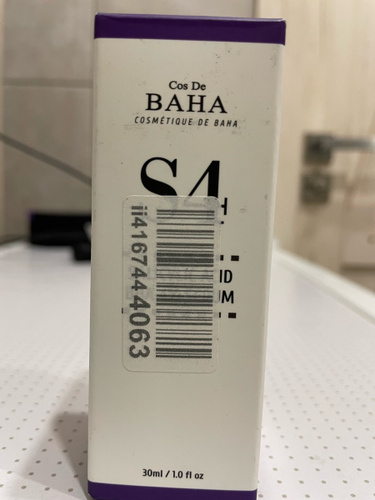 Cos De
BAHA
COSMÉTIQUE DE BAHA
S4
ii4167444063
30ml / 1.0 fl oz